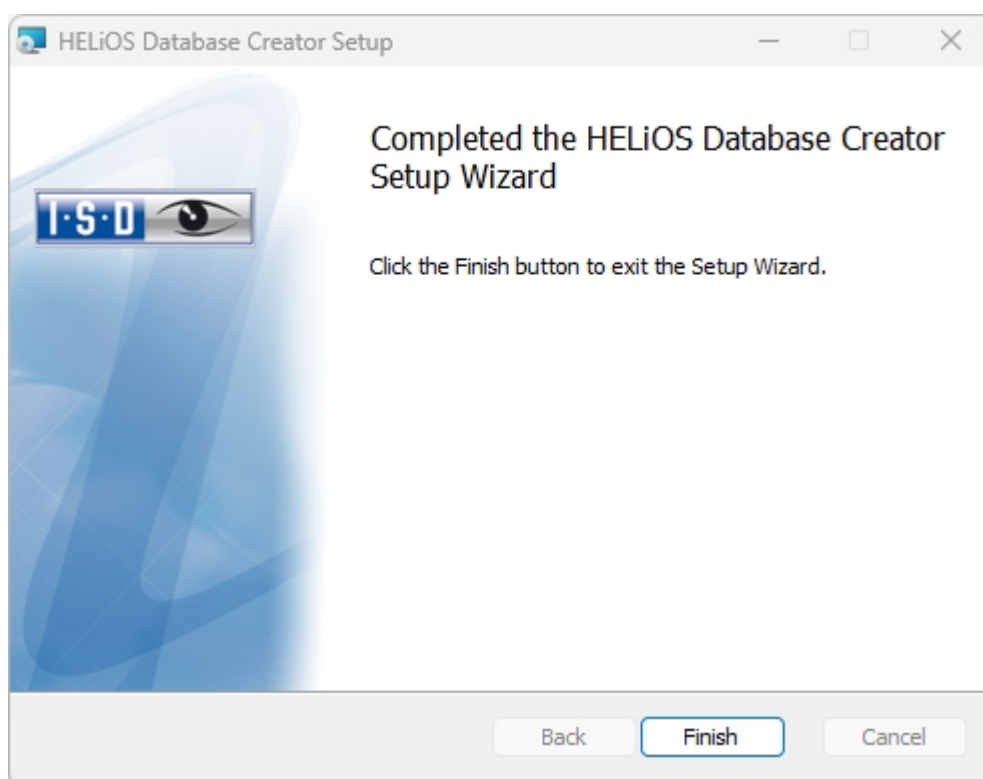 HELiOS Database Creator Setup
Completed the HELiOS Database Creator
Setup Wizard
I·S·D
Click the Finish button to exit the Setup Wizard.
Back
Finish
Cancel